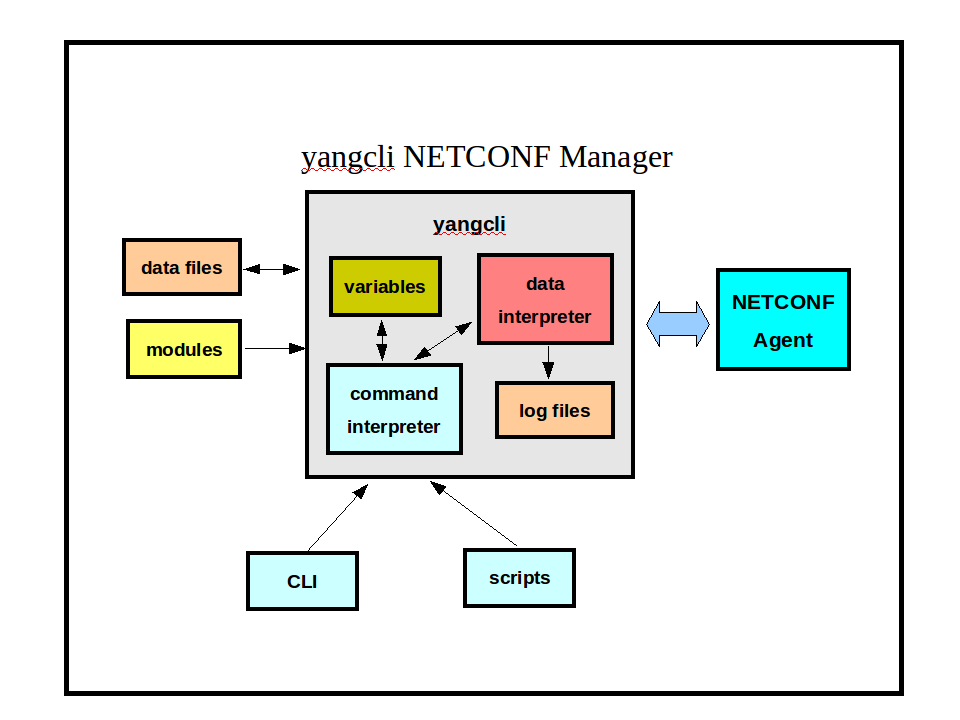 yangcli NETCONF Manager
yangcli
data files
variables
data
interpreter
NETCONF
Agent
modules
command
interpreter
log files
CLI
scripts